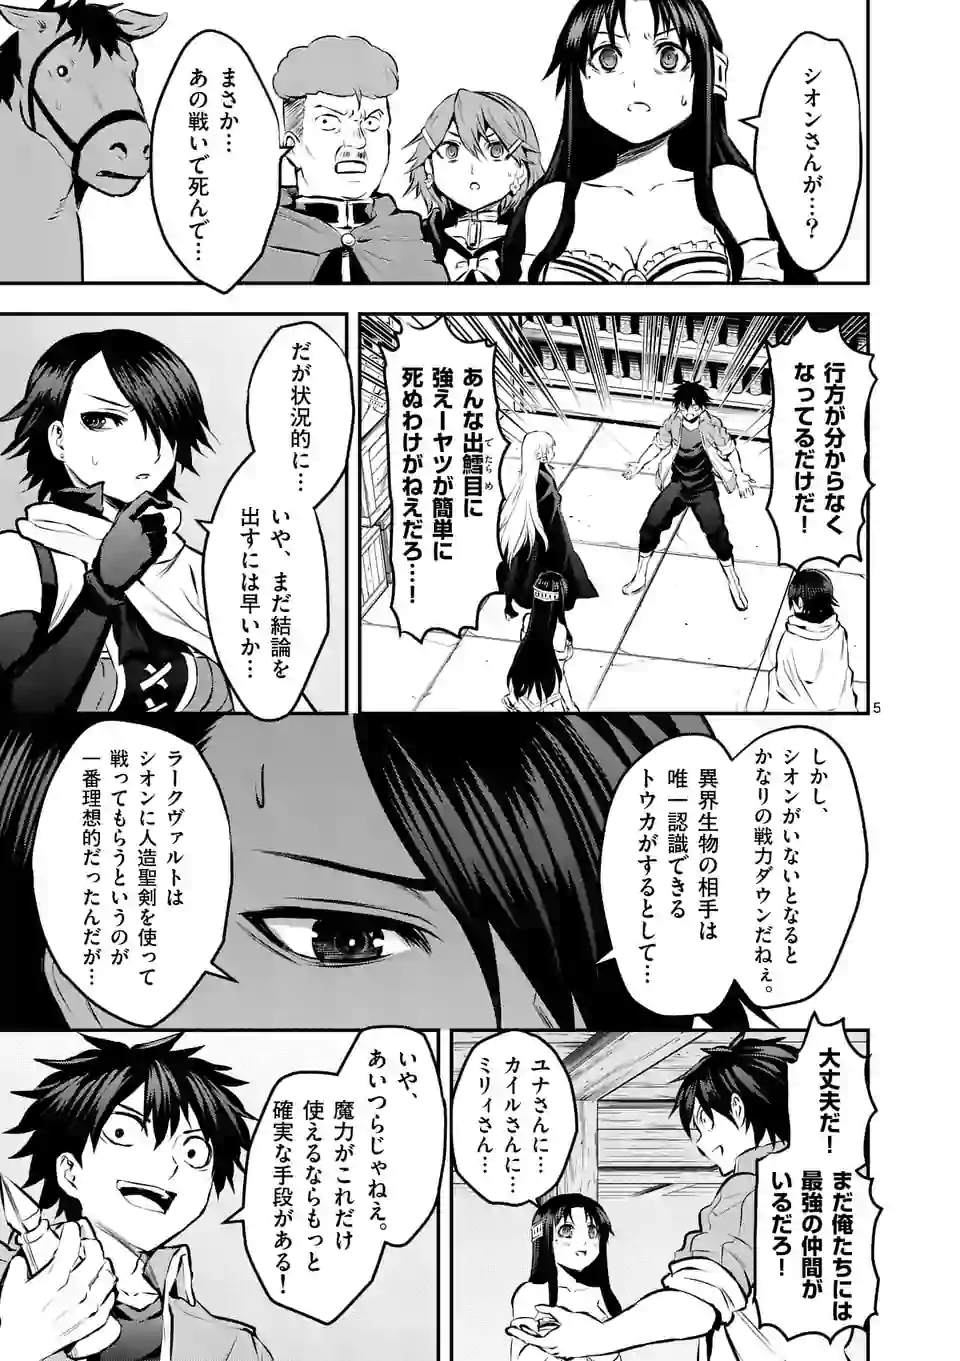 シオンさんが…?
まさか…
あの戦いで死んで…
行方が分からなく
なってるだけだ!
あんな出鱈目に
でたらめ
強えーヤツが簡単に
死ぬわけがねえだろ…!
だが状況的に…
いや、まだ結論を
出すには早いか…
5
しかし、
シオンがいないとなると
かなりの戦力ダウンだねぇ。
異界生物の相手は
唯一認識できる
トウカがするとして…
ラークヴァルトは
シオンに人造聖剣を使って
戦ってもらうというのが
一番理想的だったんだが…
大丈夫だ!
まだ俺たちには
最強の仲間が
いるだろ!
ユナさんに…
カイルさんに…
ミリィさん…
いや、
あいつらじゃねえ。
魔力がこれだけ
使えるならもっと
確実な手段がある!